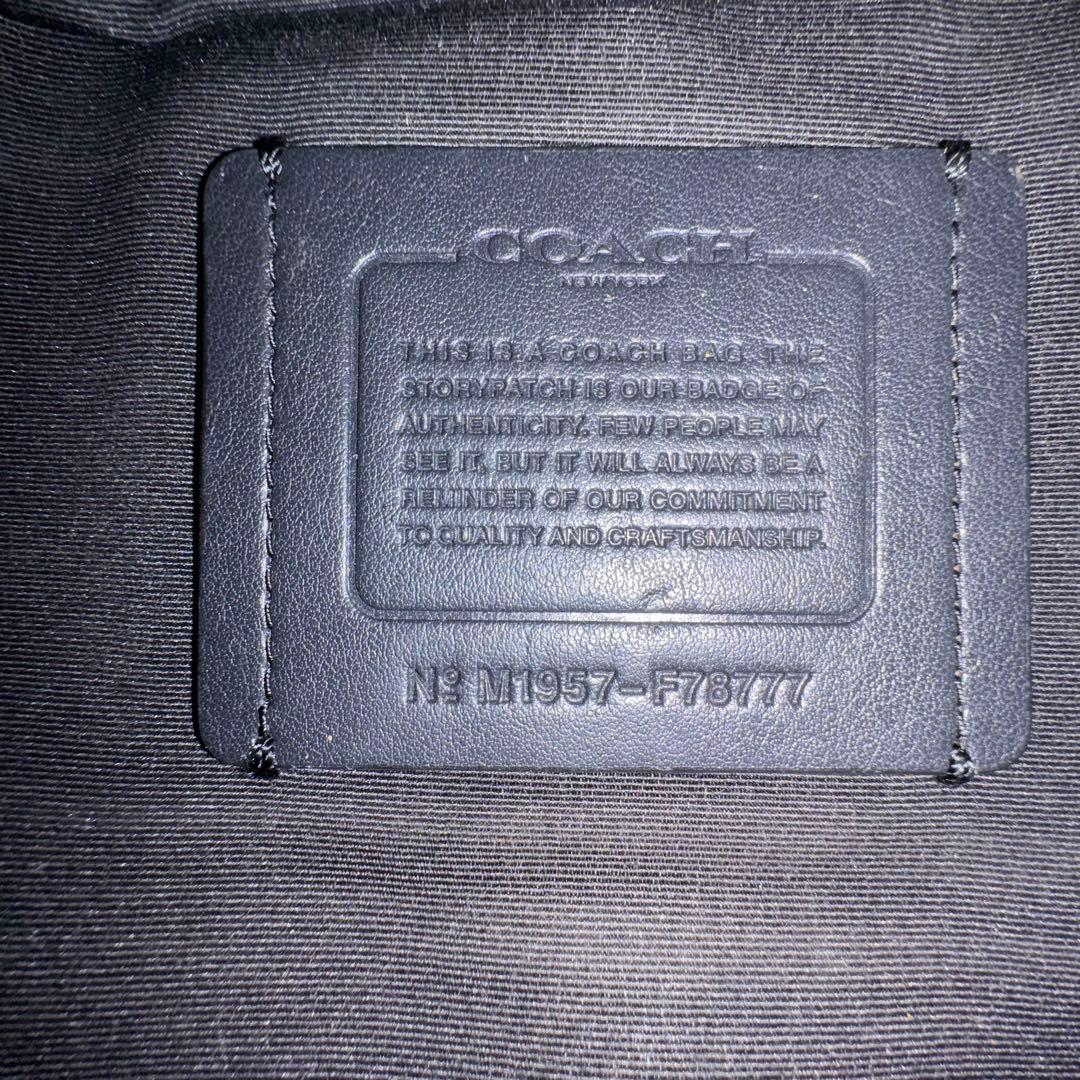 COACH
NEW YORK
THIS IS A COACH BAG. THE
STORYPATCH IS OUR BADGE OF
AUTHENTICITY. FEW PEOPLE MAY
SEE IT, BUT IT WILL ALWAYS BE A
REMINDER OF OUR COMMITMENT
TO QUALITY AND CRAFTSMANSHIP.
Nº M1957-F78777